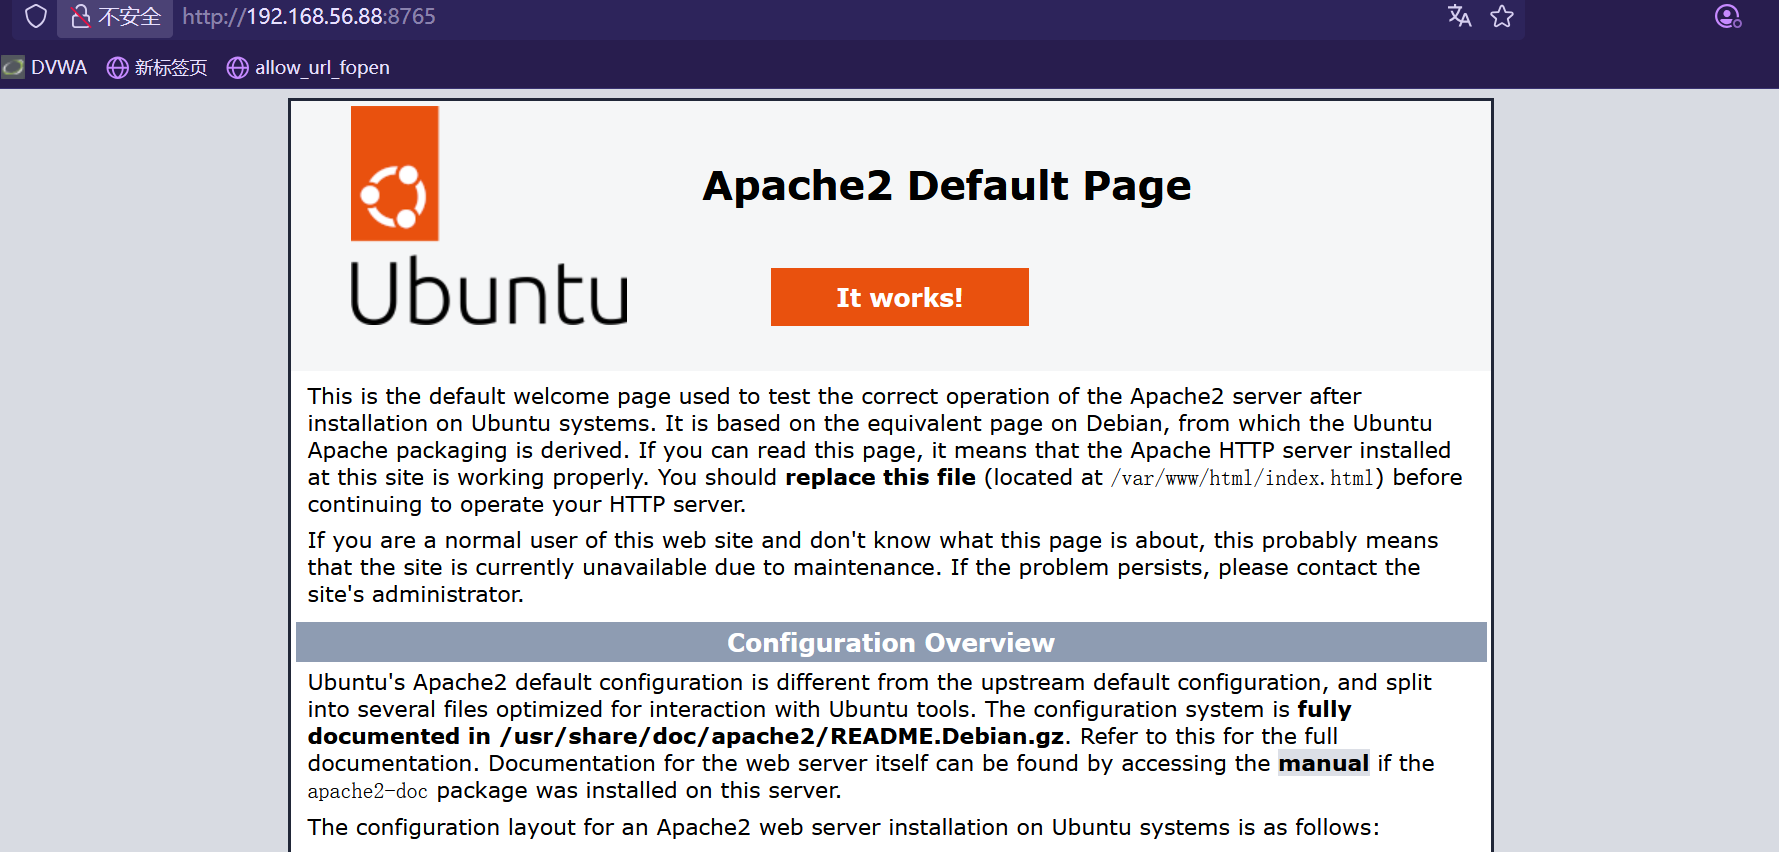 不安全 http://192.168.56.88:8765
DVWA 新标签页 allow_url_fopen
Ubuntu
Apache2 Default Page
It works!
This is the default welcome page used to test the correct operation of the Apache2 server after
installation on Ubuntu systems. It is based on the equivalent page on Debian, from which the Ubuntu
Apache packaging is derived. If you can read this page, it means that the Apache HTTP server installed
at this site is working properly. You should replace this file (located at /var/www/html/index.html) before
continuing to operate your HTTP server.
If you are a normal user of this web site and don't know what this page is about, this probably means
that the site is currently unavailable due to maintenance. If the problem persists, please contact the
site's administrator.
Configuration Overview
Ubuntu's Apache2 default configuration is different from the upstream default configuration, and split
into several files optimized for interaction with Ubuntu tools. The configuration system is fully
documented in /usr/share/doc/apache2/README.Debian.gz. Refer to this for the full
documentation. Documentation for the web server itself can be found by accessing the manual if the
apache2-doc package was installed on this server.
The configuration layout for an Apache2 web server installation on Ubuntu systems is as follows: